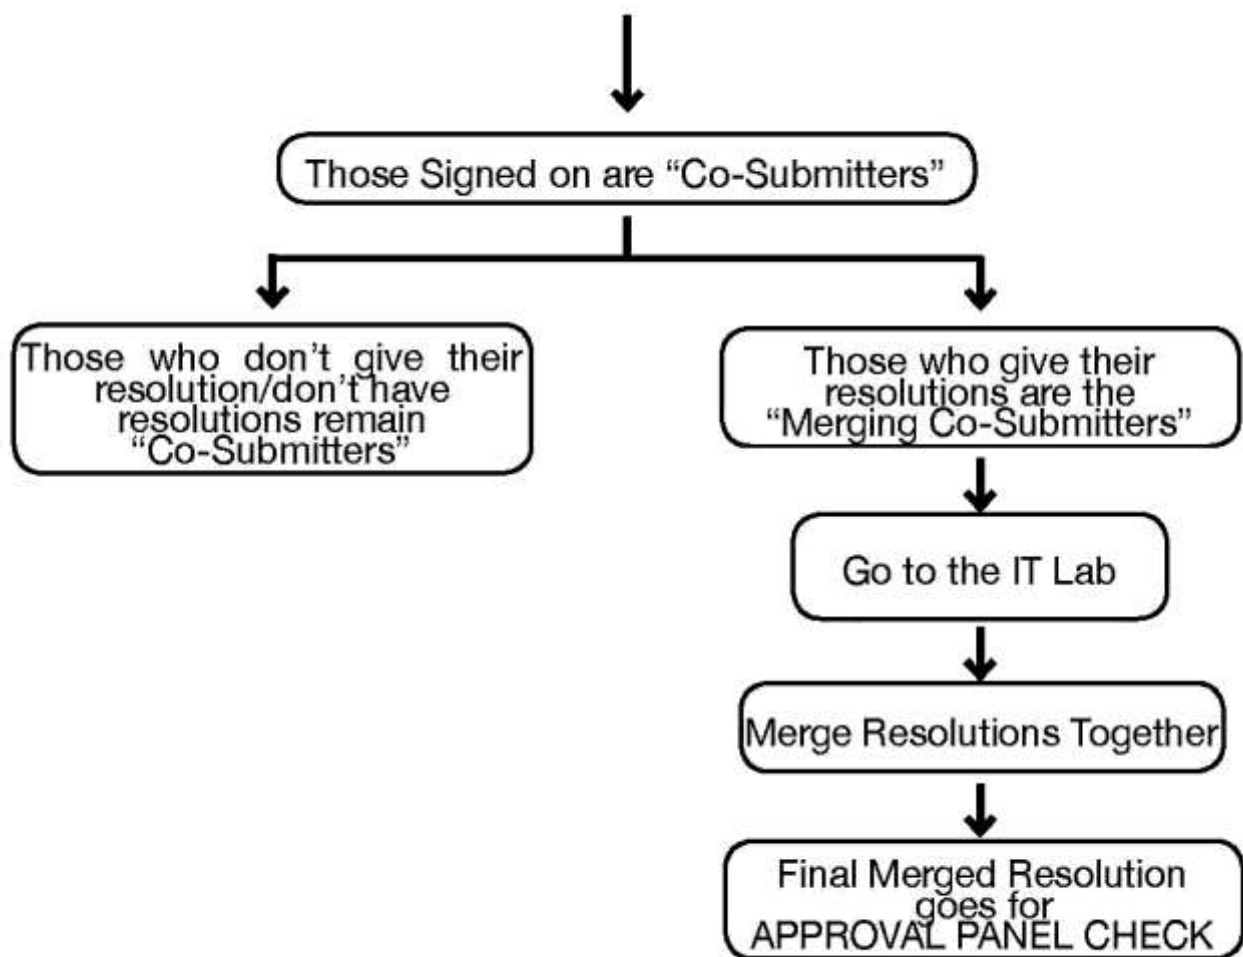 Those Signed on are “Co-Submitters”
Those who don’t give their
resolution/don’t have
resolutions remain
“Co-Submitters”
Those who give their
resolutions are the
“Merging Co-Submitters”
Go to the IT Lab
Merge Resolutions Together
Final Merged Resolution
goes for
APPROVAL PANEL CHECK